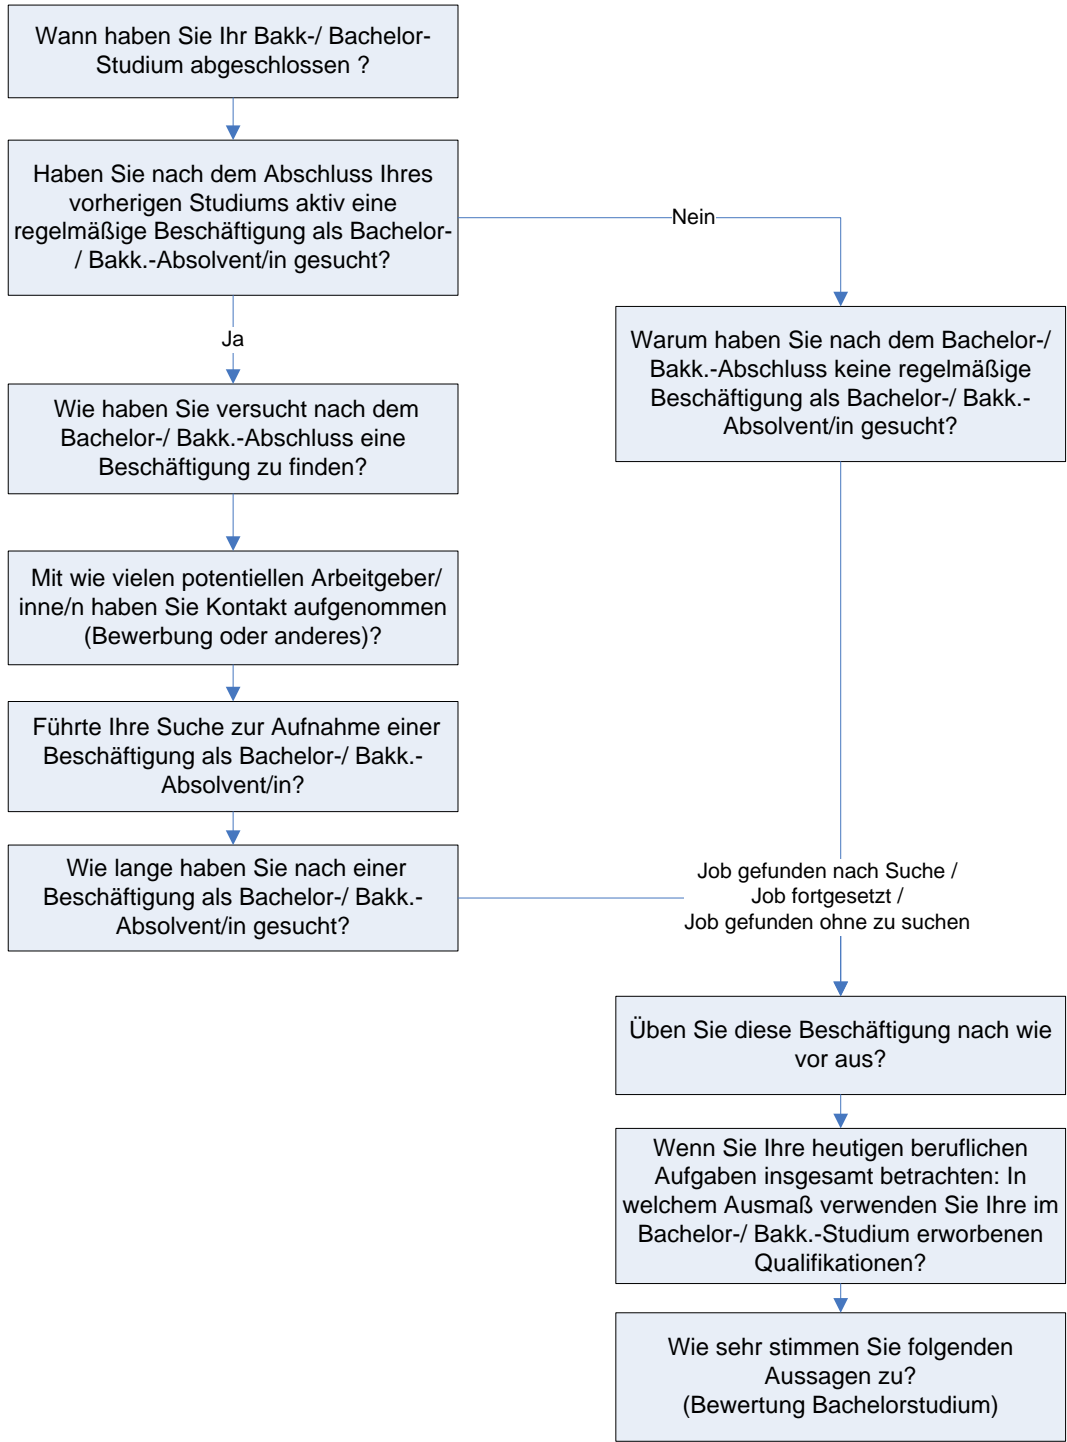 Wann haben Sie Ihr Bakk-/ Bachelor-
Studium abgeschlossen ?
Haben Sie nach dem Abschluss Ihres
vorherigen Studiums aktiv eine
regelmäßige Beschäftigung als Bachelor-
/ Bakk.-Absolvent/in gesucht?
Nein
Ja
Warum haben Sie nach dem Bachelor-/
Bakk.-Abschluss keine regelmäßige
Beschäftigung als Bachelor-/ Bakk.-
Absolvent/in gesucht?
Wie haben Sie versucht nach dem
Bachelor-/ Bakk.-Abschluss eine
Beschäftigung zu finden?
Mit wie vielen potentiellen Arbeitgeber/
inne/n haben Sie Kontakt aufgenommen
(Bewerbung oder anderes)?
Führte Ihre Suche zur Aufnahme einer
Beschäftigung als Bachelor-/ Bakk.-
Absolvent/in?
Wie lange haben Sie nach einer
Beschäftigung als Bachelor-/ Bakk.-
Absolvent/in gesucht?
Job gefunden nach Suche /
Job fortgesetzt /
Job gefunden ohne zu suchen
Üben Sie diese Beschäftigung nach wie
vor aus?
Wenn Sie Ihre heutigen beruflichen
Aufgaben insgesamt betrachten: In
welchem Ausmaß verwenden Sie Ihre im
Bachelor-/ Bakk.-Studium erworbenen
Qualifikationen?
Wie sehr stimmen Sie folgenden
Aussagen zu?
(Bewertung Bachelorstudium)